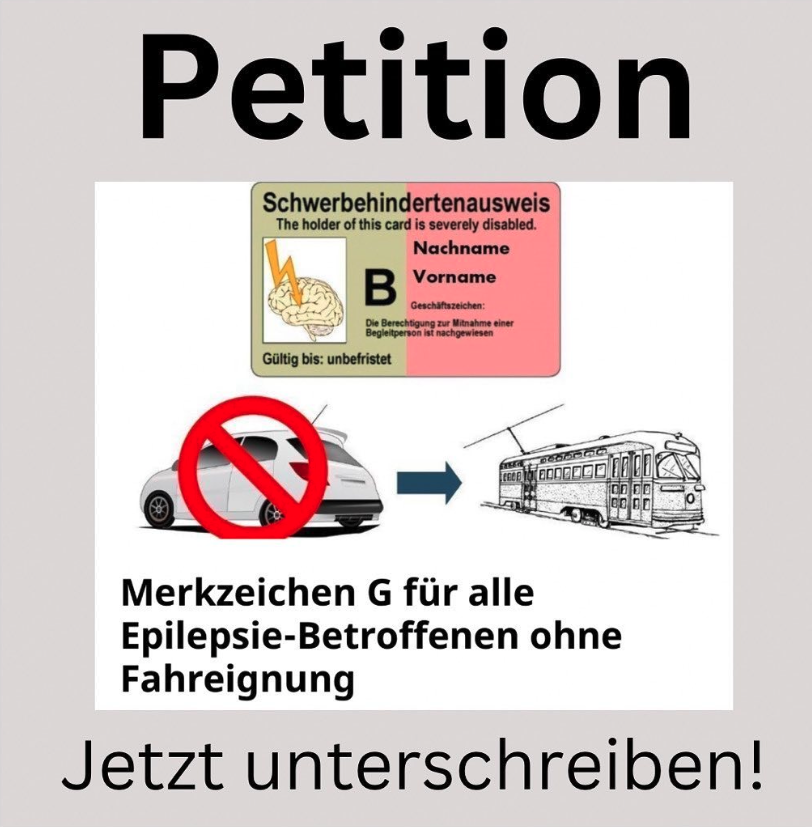 Petition
Schwerbehindertenausweis
The holder of this card is severely disabled.
Nachname
B
Vorname
Geschäftszeichen:
Die Berechtigung zur Mitnahme einer
Begleitperson ist nachgewiesen
Gültig bis: unbefristet
Merkzeichen G für alle
Epilepsie-Betroffenen ohne
Fahreignung
Jetzt unterschreiben!